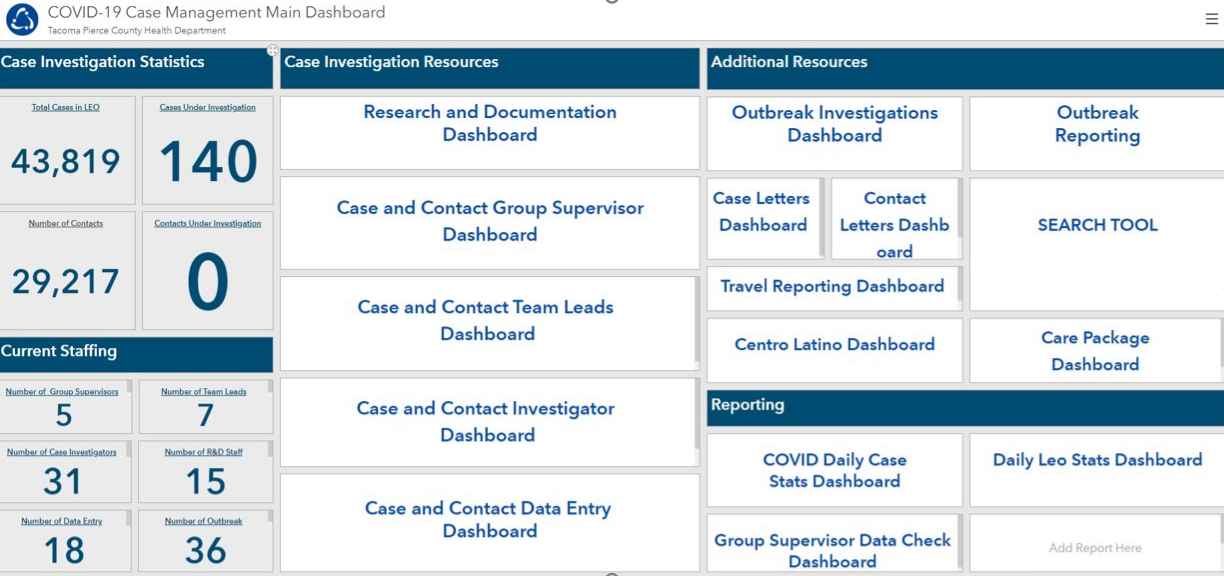 COVID-19 Case Management Main Dashboard
Tacoma Pierce County Health Department
Case Investigation Statistics
Total Cases in LEO
43,819
Cases Under Investigation
140
Number of Contacts
29,217
Contacts Under Investigation
0
Current Staffing
Number of Group Supervisors
5
Number of Team Leads
7
Number of Case Investigators
31
Number of R&D Staff
15
Number of Data Entry
18
Number of Outbreak
36
Case Investigation Resources
Research and Documentation
Dashboard
Case and Contact Group Supervisor
Dashboard
Case and Contact Team Leads
Dashboard
Case and Contact Investigator
Dashboard
Case and Contact Data Entry
Dashboard
Additional Resources
Outbreak Investigations
Dashboard
Outbreak
Reporting
Case Letters
Dashboard
Contact
Letters Dashb
oard
SEARCH TOOL
Travel Reporting Dashboard
Centro Latino Dashboard
Care Package
Dashboard
Reporting
COVID Daily Case
Stats Dashboard
Daily Leo Stats Dashboard
Group Supervisor Data Check
Dashboard
Add Report Here